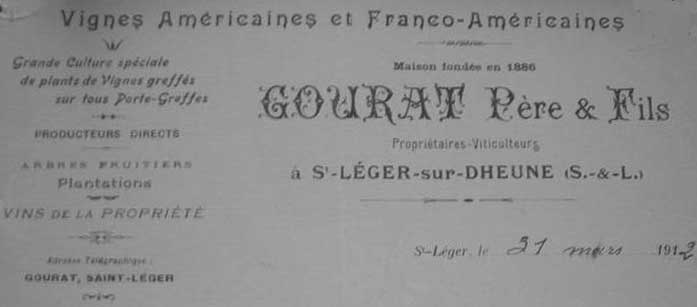 Vignes Américaines et Franco-Américaines
Grande Culture spéciale
de plants de Vignes greffés
sur tous Porte-Greffes
PRODUCTEURS DIRECTS
ARBRES FRUITIERS
Plantations
VINS DE LA PROPRIÉTÉ
Adresse Télégraphique :
GOURAT, SAINT-LÉGER
Maison fondée en 1886
GOURAT Père & Fils
Propriétaires-Viticulteurs
à St-LÉGER-sur-DHEUNE (S.-&-L.)
St-Léger, le 31 mars 1912